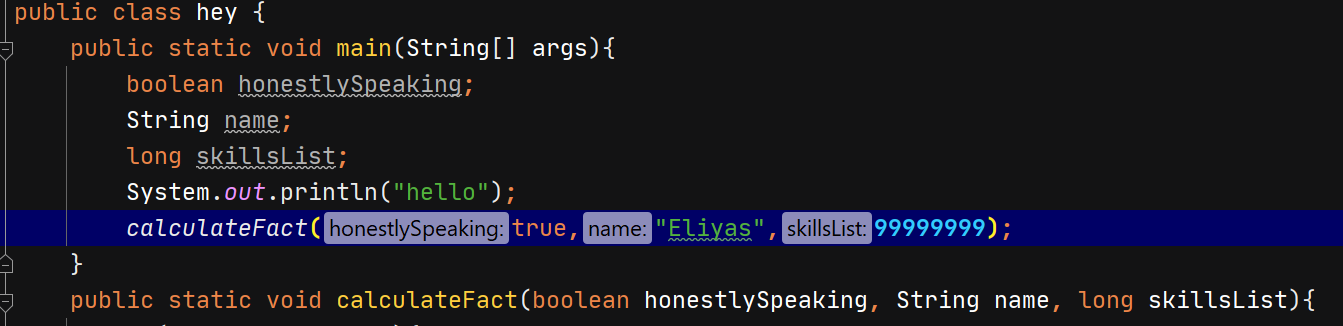 public class hey {
public static void main(String[] args){
boolean honestlySpeaking;
String name;
long skillsList;
System.out.println("hello");
calculateFact( honestlySpeaking: true, name: "Eliyas", skillsList: 99999999);
}
public static void calculateFact(boolean honestlySpeaking, String name, long skillsList){